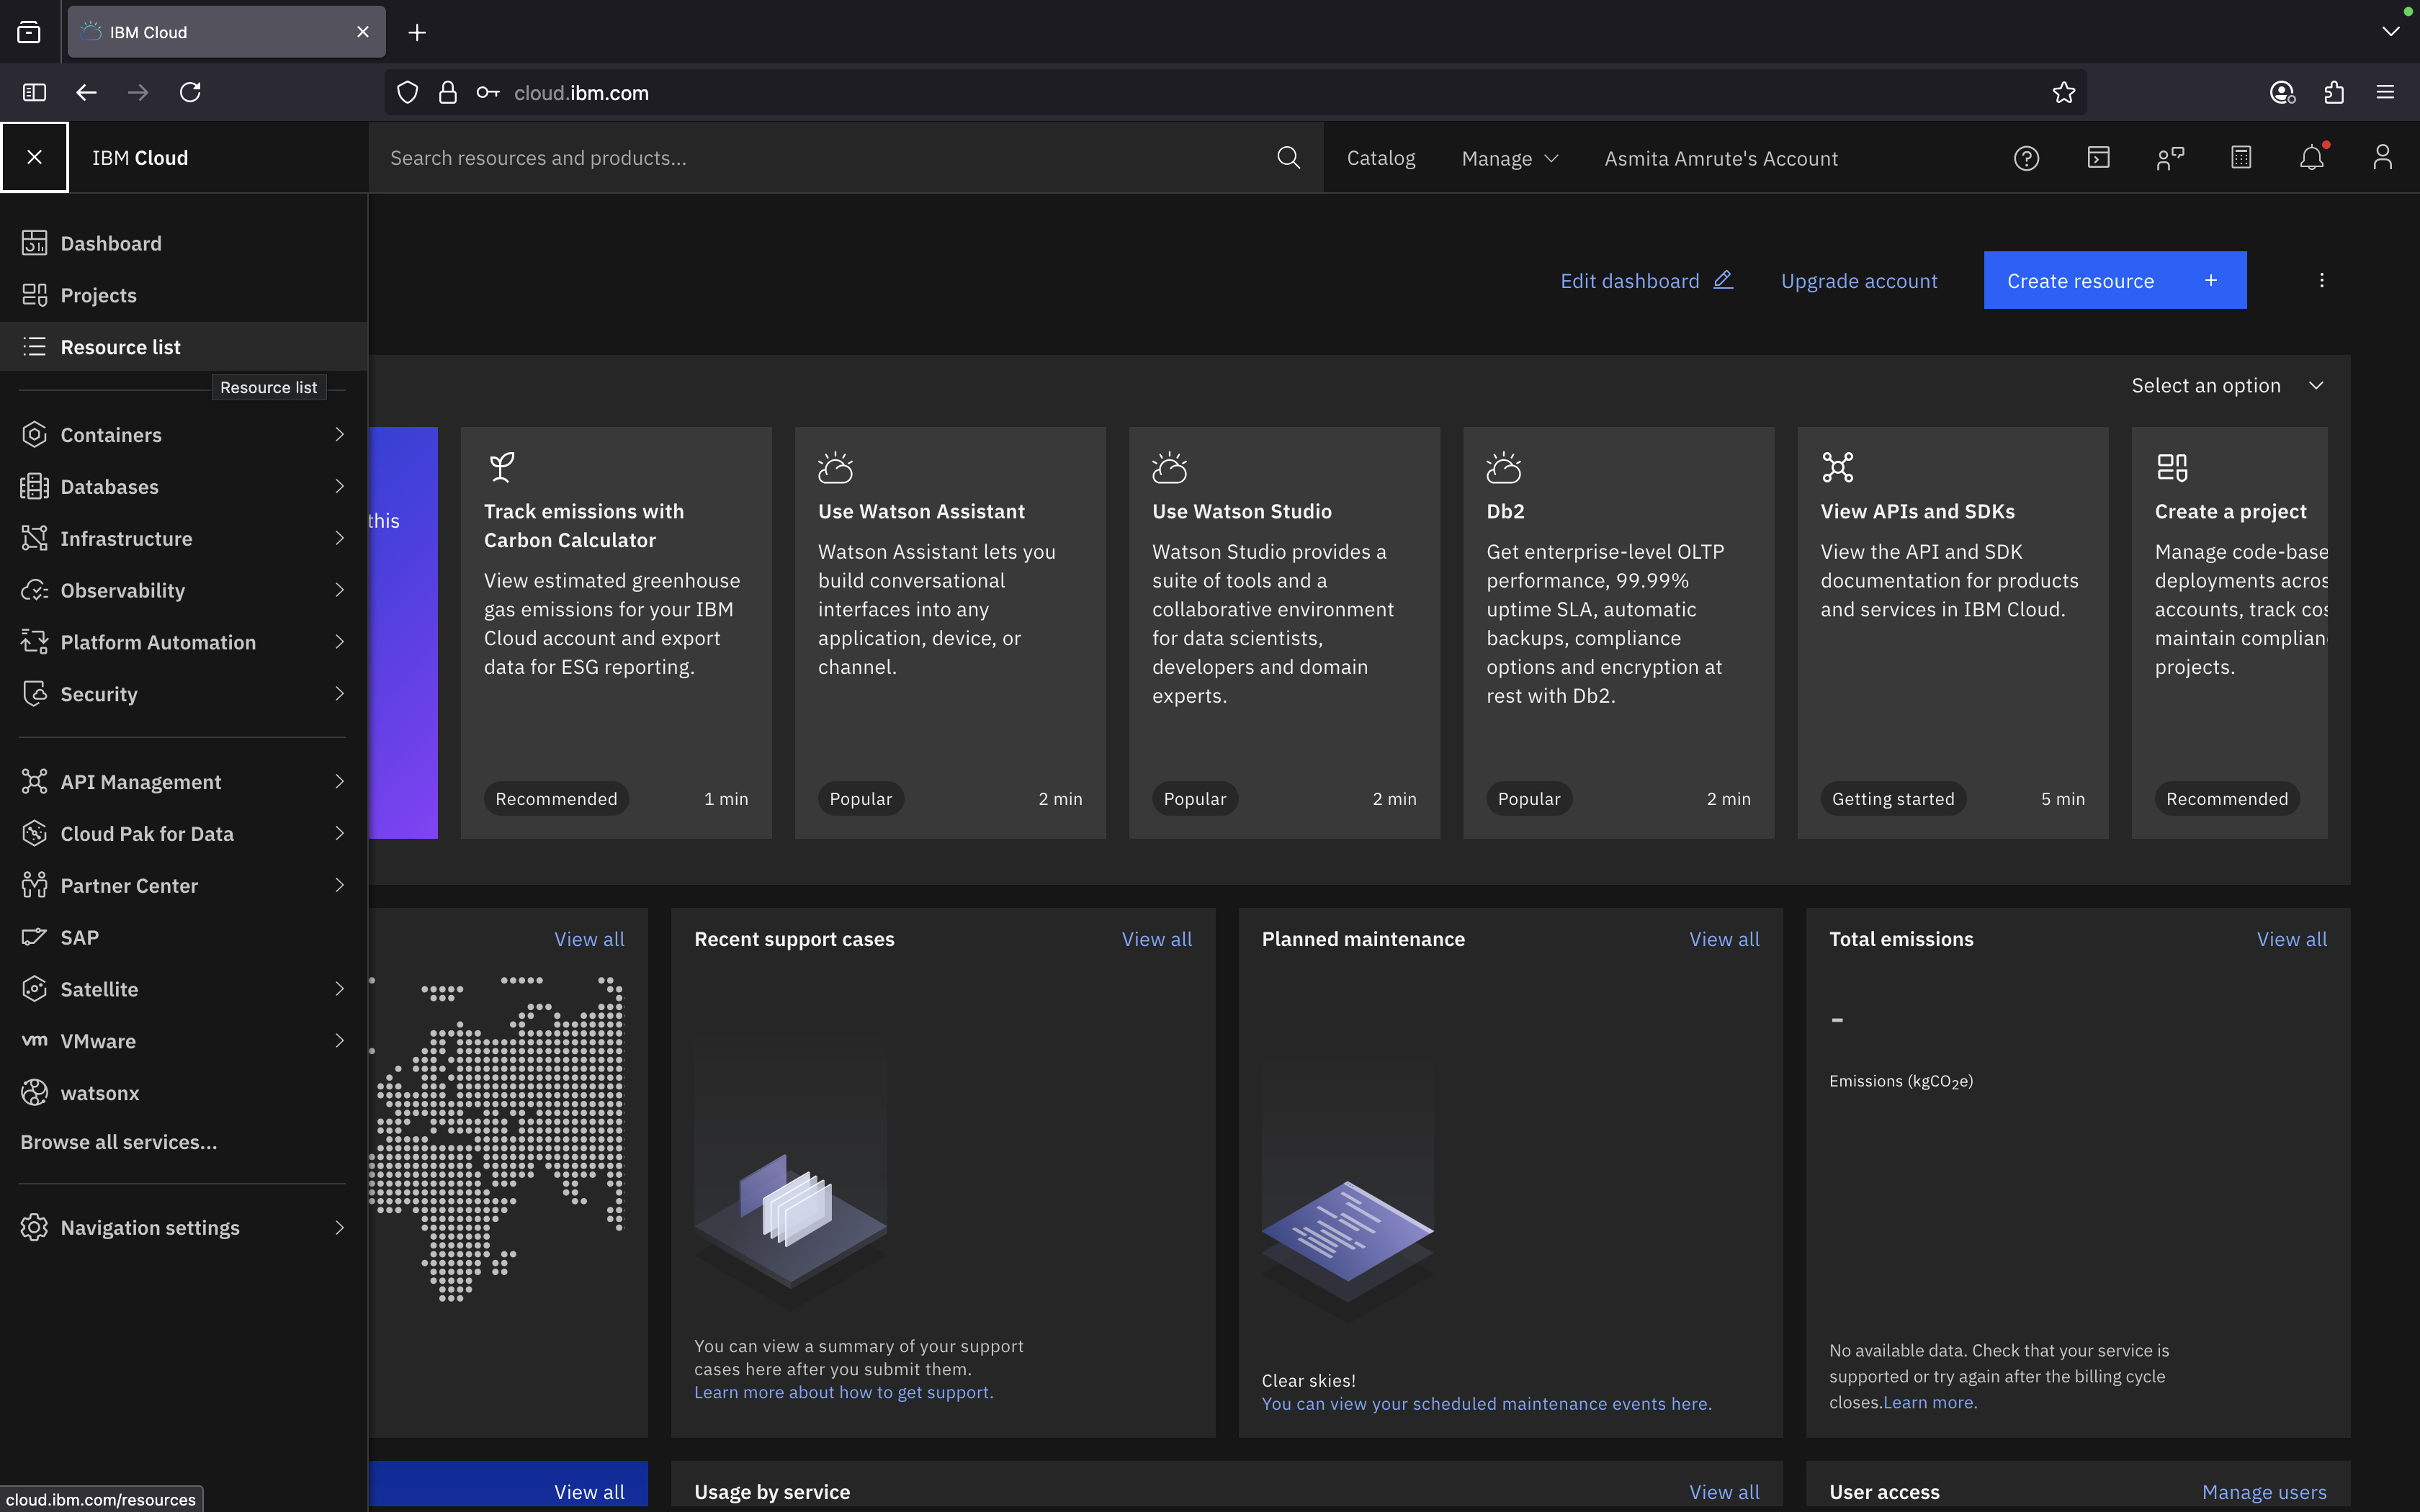 IBM Cloud
cloud.ibm.com
IBM Cloud
Search resources and products...
Catalog
Manage
Asmita Amrute's Account
Dashboard
Projects
Resource list
Resource list
Containers
Databases
Infrastructure
Observability
Platform Automation
Security
API Management
Cloud Pak for Data
Partner Center
SAP
Satellite
vm VMware
watsonx
Browse all services...
Navigation settings
cloud.ibm.com/resources
Edit dashboard
Upgrade account
Create resource +
Select an option
this
Track emissions with
Carbon Calculator
View estimated greenhouse
gas emissions for your IBM
Cloud account and export
data for ESG reporting.
Recommended
1 min
Use Watson Assistant
Watson Assistant lets you
build conversational
interfaces into any
application, device, or
channel.
Popular
2 min
Use Watson Studio
Watson Studio provides a
suite of tools and a
collaborative environment
for data scientists,
developers and domain
experts.
Popular
2 min
Db2
Get enterprise-level OLTP
performance, 99.99%
uptime SLA, automatic
backups, compliance
options and encryption at
rest with Db2.
Popular
2 min
View APIs and SDKs
View the API and SDK
documentation for products
and services in IBM Cloud.
Getting started
5 min
Create a project
Manage code-base
deployments acros
accounts, track cos
maintain complian
projects.
Recommended
View all
Recent support cases
View all
You can view a summary of your support
cases here after you submit them.
Learn more about how to get support.
Planned maintenance
View all
Clear skies!
You can view your scheduled maintenance events here.
Total emissions
View all
-
Emissions (kgCO₂e)
No available data. Check that your service is
supported or try again after the billing cycle
closes.Learn more.
View all
Usage by service
View all
User access
Manage users